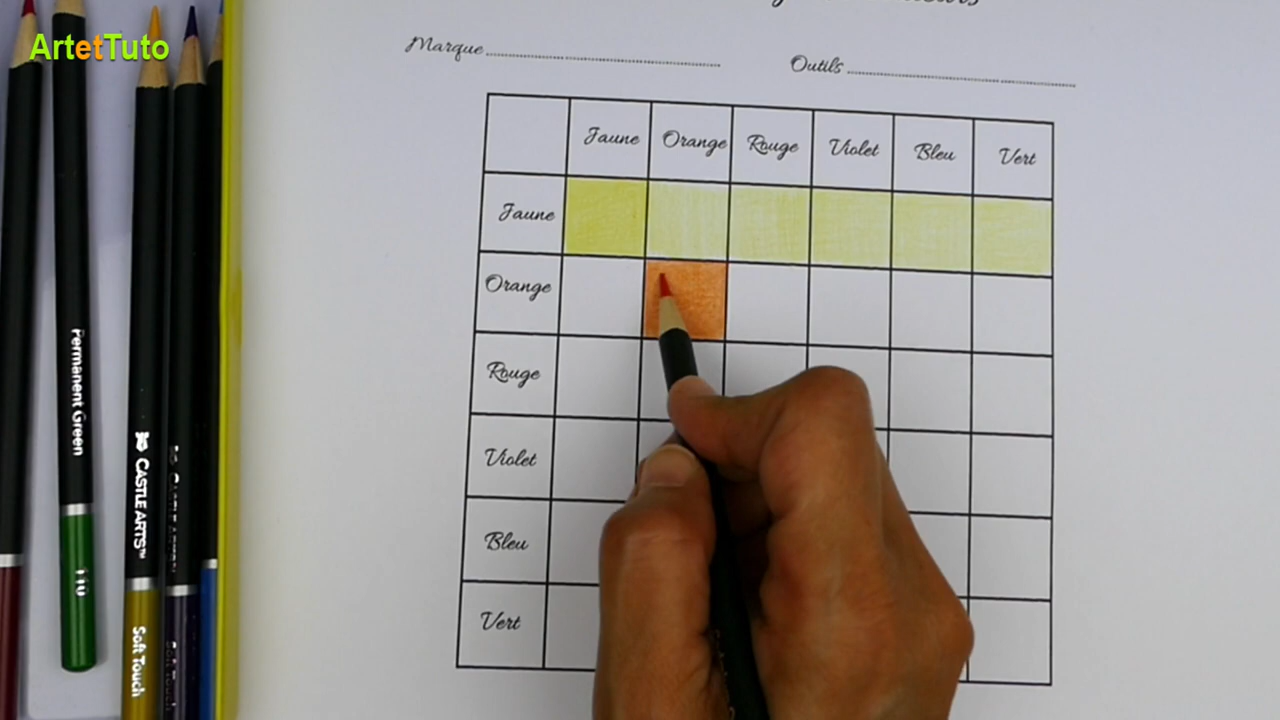 ArtetTuto
Marque
Outils
Jaune Orange Rouge Violet Bleu Vert
Jaune
Orange
Rouge
Violet
Bleu
Vert
Permanent Green
110
CASTLE ARTS™
Soft Touch